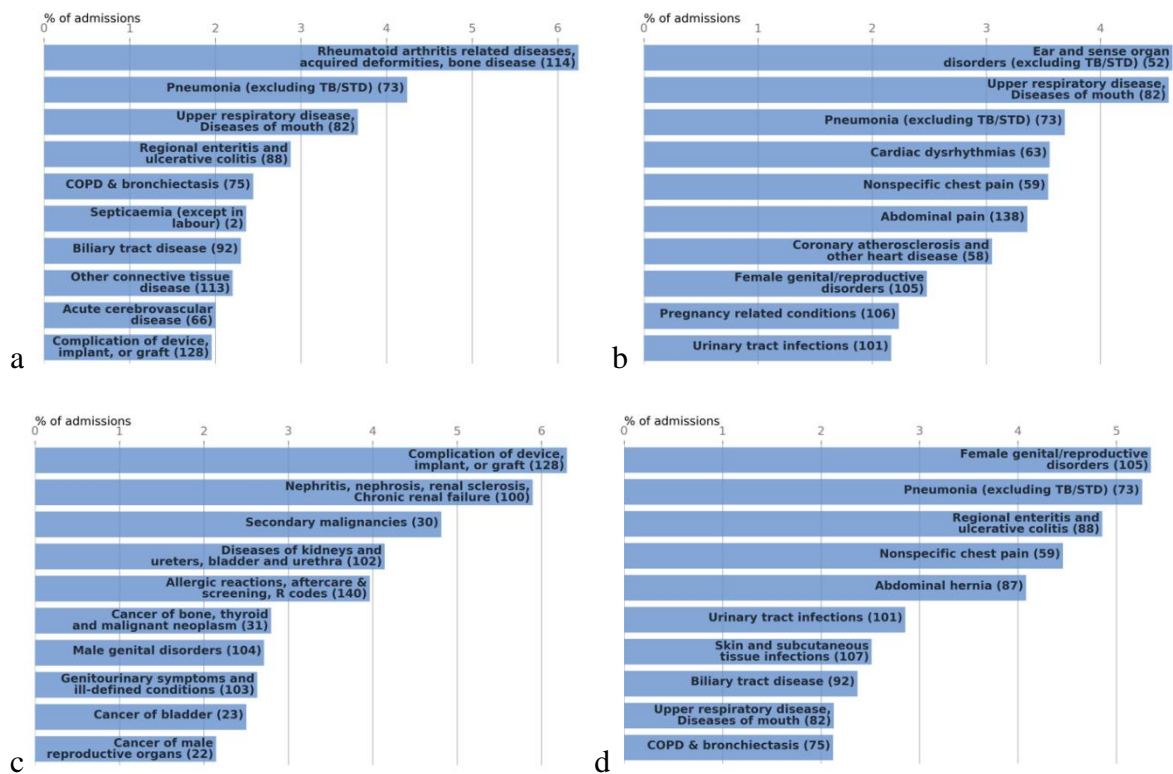 % of admissions
0 1 2 3 4 5 6
Rheumatoid arthritis related diseases,
acquired deformities, bone disease (114)
Pneumonia (excluding TB/STD) (73)
Upper respiratory disease,
Diseases of mouth (82)
Regional enteritis and
ulcerative colitis (88)
COPD & bronchiectasis (75)
Septicaemia (except in
labour) (2)
Biliary tract disease (92)
Other connective tissue
disease (113)
Acute cerebrovascular
disease (66)
Complication of device,
implant, or graft (128)
a
% of admissions
0 1 2 3 4
Ear and sense organ
disorders (excluding TB/STD) (52)
Upper respiratory disease,
Diseases of mouth (82)
Pneumonia (excluding TB/STD) (73)
Cardiac dysrhythmias (63)
Nonspecific chest pain (59)
Abdominal pain (138)
Coronary atherosclerosis and
other heart disease (58)
Female genital/reproductive
disorders (105)
Pregnancy related conditions (106)
Urinary tract infections (101)
b
% of admissions
0 1 2 3 4 5 6
Complication of device,
implant, or graft (128)
Nephritis, nephrosis, renal sclerosis,
Chronic renal failure (100)
Secondary malignancies (30)
Diseases of kidneys and
ureters, bladder and urethra (102)
Allergic reactions, aftercare &
screening, R codes (140)
Cancer of bone, thyroid
and malignant neoplasm (31)
Male genital disorders (104)
Genitourinary symptoms and
ill-defined conditions (103)
Cancer of bladder (23)
Cancer of male
reproductive organs (22)
c
% of admissions
0 1 2 3 4 5
Female genital/reproductive
disorders (105)
Pneumonia (excluding TB/STD) (73)
Regional enteritis and
ulcerative colitis (88)
Nonspecific chest pain (59)
Abdominal hernia (87)
Urinary tract infections (101)
Skin and subcutaneous
tissue infections (107)
Biliary tract disease (92)
Upper respiratory disease,
Diseases of mouth (82)
COPD & bronchiectasis (75)
d